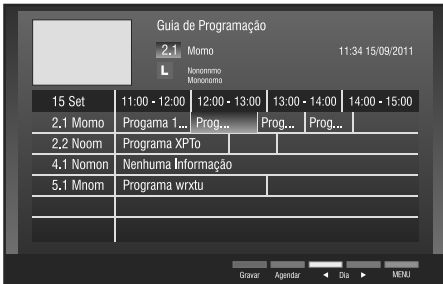 Guia de Programação
2.1 Momo 11:34 15/09/2011
L Nononnmo
Mononomo
15 Set 11:00 - 12:00 12:00 - 13:00 13:00 - 14:00 14:00 - 15:00
2.1 Momo Progama 1... Prog... Prog... Prog...
2.2 Noom Programa XPTo
4.1 Nomon Nenhuma Informação
5.1 Mnom Programa wrxtu
Gravar Agendar ◄ Dia ► MENU